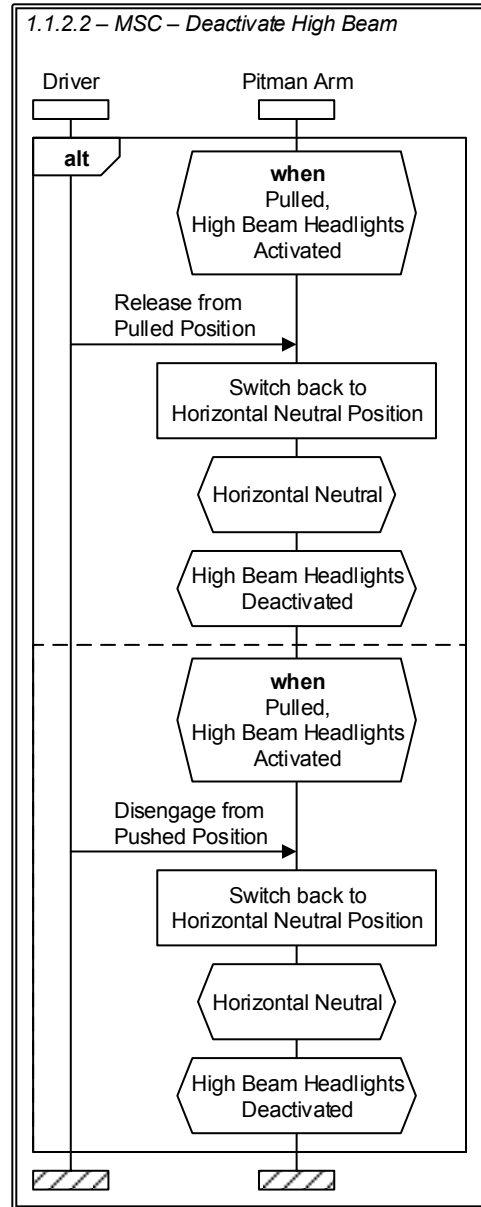 1.1.2.2 – MSC – Deactivate High Beam
Driver
Pitman Arm
alt
when
Pulled,
High Beam Headlights
Activated
Release from
Pulled Position
Switch back to
Horizontal Neutral Position
Horizontal Neutral
High Beam Headlights
Deactivated
when
Pulled,
High Beam Headlights
Activated
Disengage from
Pushed Position
Switch back to
Horizontal Neutral Position
Horizontal Neutral
High Beam Headlights
Deactivated